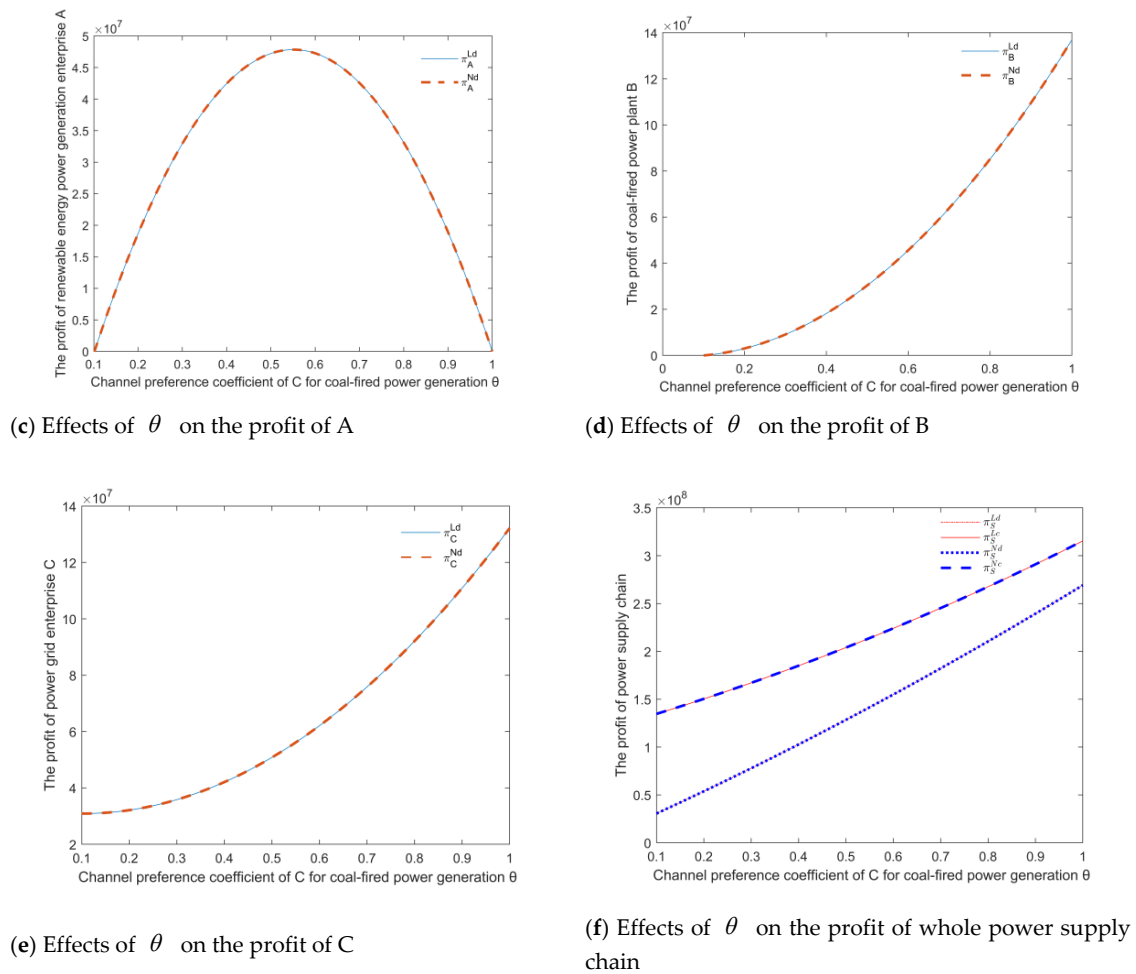 ×10⁷
5
4.5
4
3.5
3
2.5
2
1.5
1
0.5
0
0.1 0.2 0.3 0.4 0.5 0.6 0.7 0.8 0.9 1
The profit of renewable energy power generation enterprise A
Channel preference coefficient of C for coal-fired power generation θ
π_A^Ld
π_A^Nd
(c) Effects of θ on the profit of A
×10⁷
14
12
10
8
6
4
2
0
0 0.2 0.4 0.6 0.8 1
The profit of coal-fired power plant B
Channel preference coefficient of C for coal-fired power generation θ
π_B^Ld
π_B^Nd
(d) Effects of θ on the profit of B
×10⁷
14
12
10
8
6
4
2
0.1 0.2 0.3 0.4 0.5 0.6 0.7 0.8 0.9 1
The profit of power grid enterprise C
Channel preference coefficient of C for coal-fired power generation θ
π_C^Ld
π_C^Nd
(e) Effects of θ on the profit of C
×10⁸
3.5
3
2.5
2
1.5
1
0.5
0
0.1 0.2 0.3 0.4 0.5 0.6 0.7 0.8 0.9 1
The profit of power supply chain
Channel preference coefficient of C for coal-fired power generation θ
π_S^Ld
π_S^Lc
π_S^Nd
π_S^Nc
(f) Effects of θ on the profit of whole power supply
chain